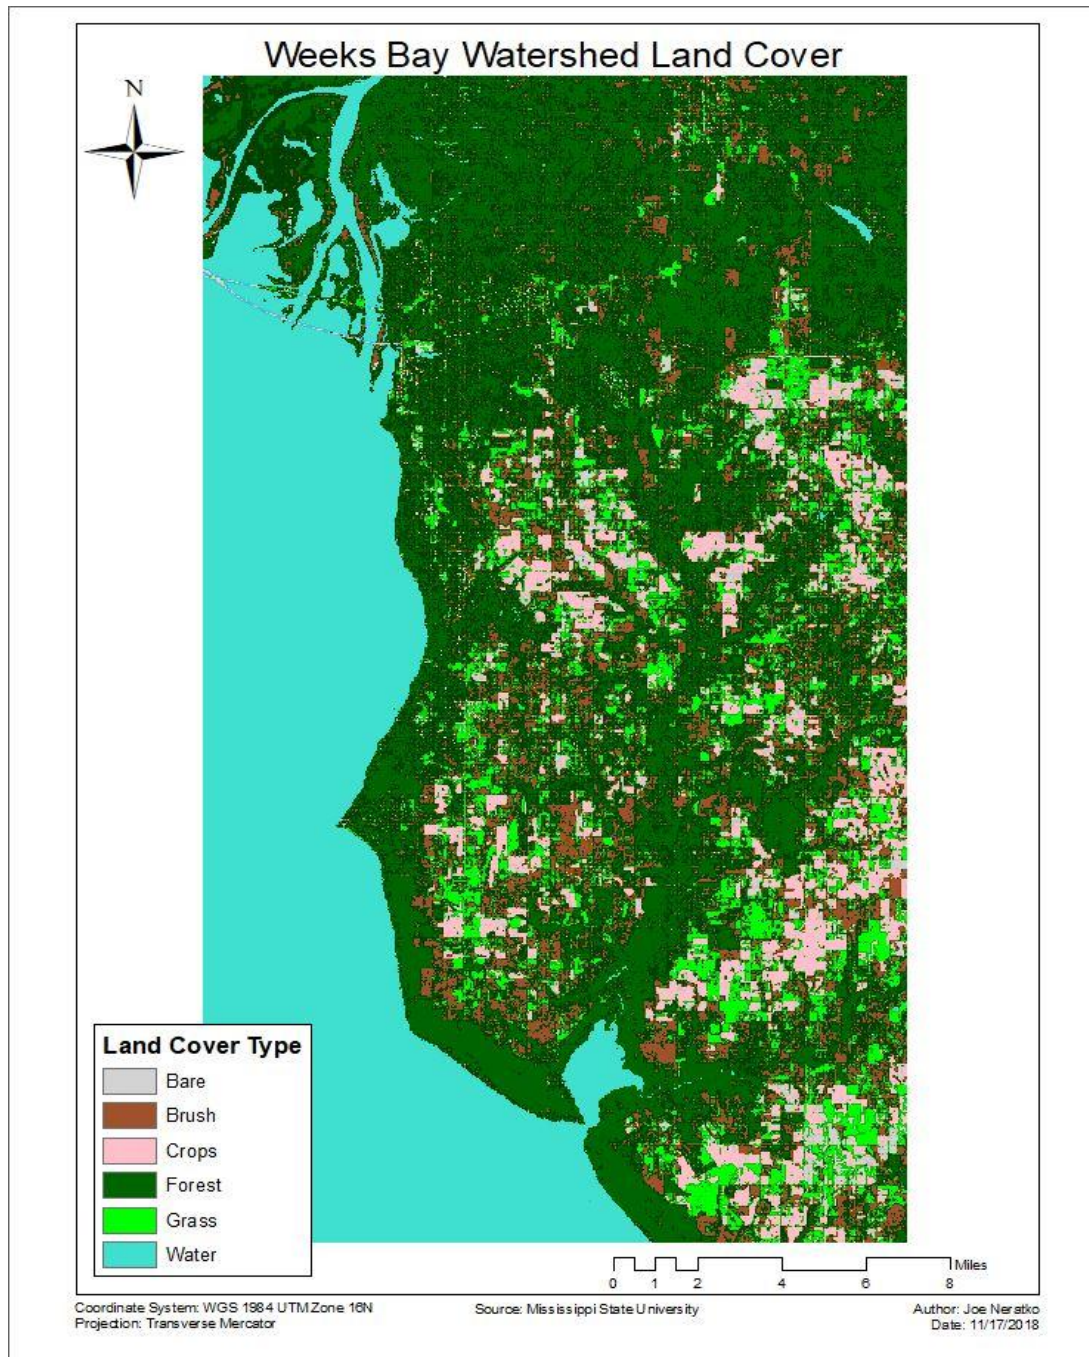 Weeks Bay Watershed Land Cover
N
Land Cover Type
Bare
Brush
Crops
Forest
Grass
Water
Miles
0 1 2 4 6 8
Coordinate System: WGS 1984 UTM Zone 16N
Projection: Transverse Mercator
Source: Mississippi State University
Author: Joe Neratko
Date: 11/17/2018